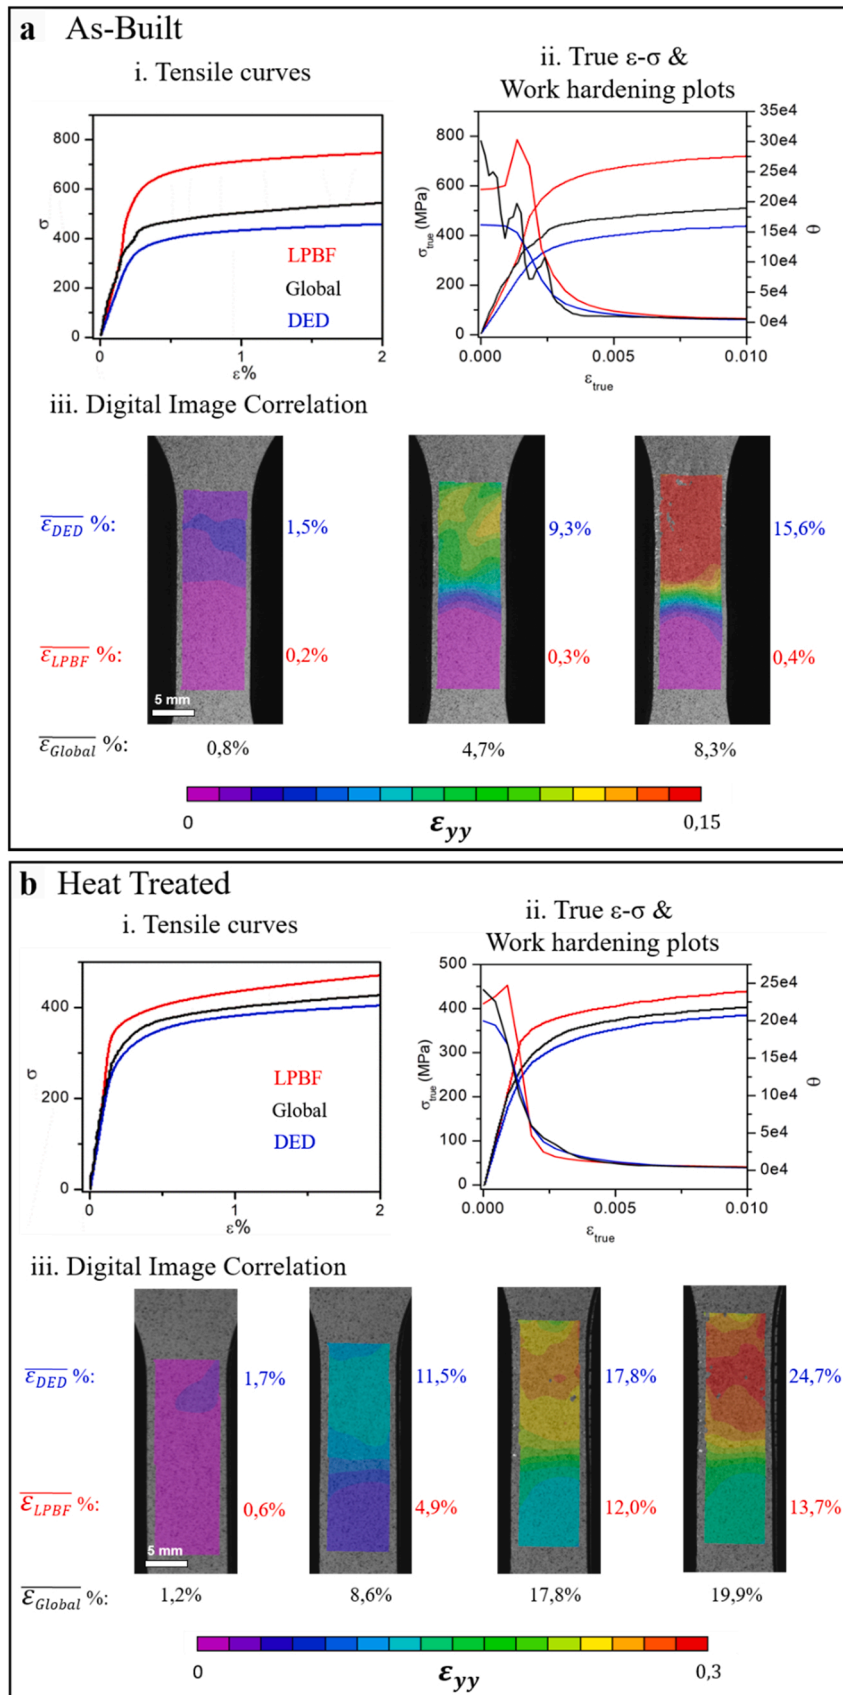 a As-Built
i. Tensile curves
ii. True ε-σ &
Work hardening plots
800
600
400
200
0
σ
LPBF
Global
DED
0
1
2
ε%
800
600
400
200
0
σtrue (MPa)
35e4
30e4
25e4
20e4
15e4
10e4
5e4
0e4
θ
0.000
0.005
0.010
εtrue
iii. Digital Image Correlation
εDED %:
1,5%
9,3%
15,6%
εLPBF %:
0,2%
0,3%
0,4%
5 mm
εGlobal %:
0,8%
4,7%
8,3%
0
εyy
0,15
b Heat Treated
i. Tensile curves
ii. True ε-σ &
Work hardening plots
400
200
0
σ
LPBF
Global
DED
0
1
2
ε%
500
400
300
200
100
0
σtrue (MPa)
25e4
20e4
15e4
10e4
5e4
0e4
θ
0.000
0.005
0.010
εtrue
iii. Digital Image Correlation
εDED %:
1,7%
11,5%
17,8%
24,7%
εLPBF %:
0,6%
4,9%
12,0%
13,7%
5 mm
εGlobal %:
1,2%
8,6%
17,8%
19,9%
0
εyy
0,3